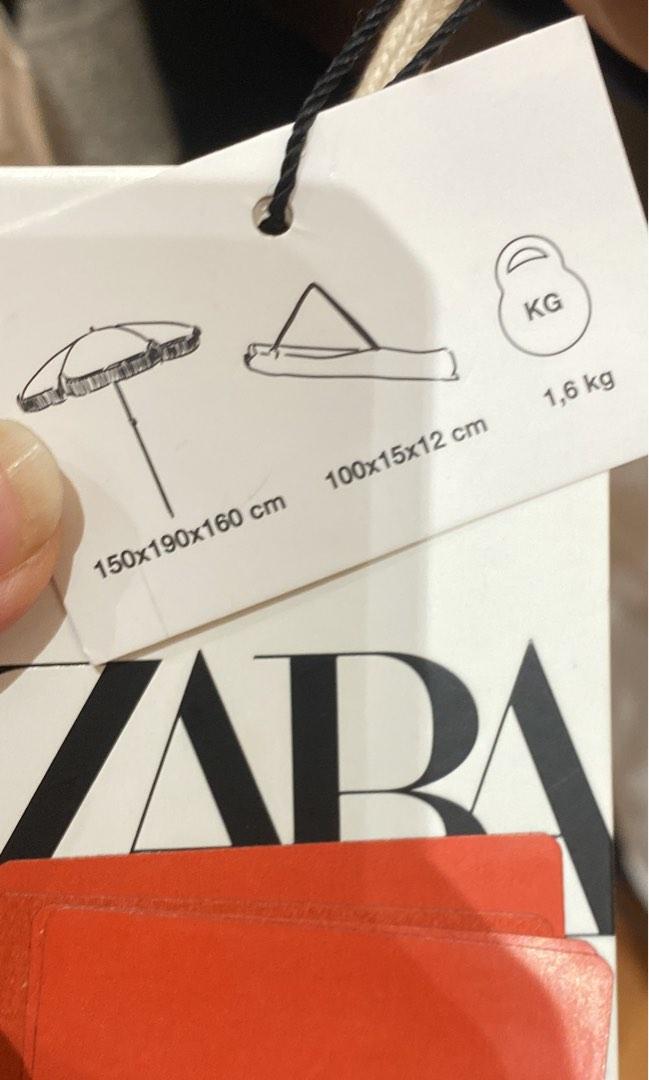 KG
1,6 kg
100x15x12 cm
150x190x160 cm
ZARA